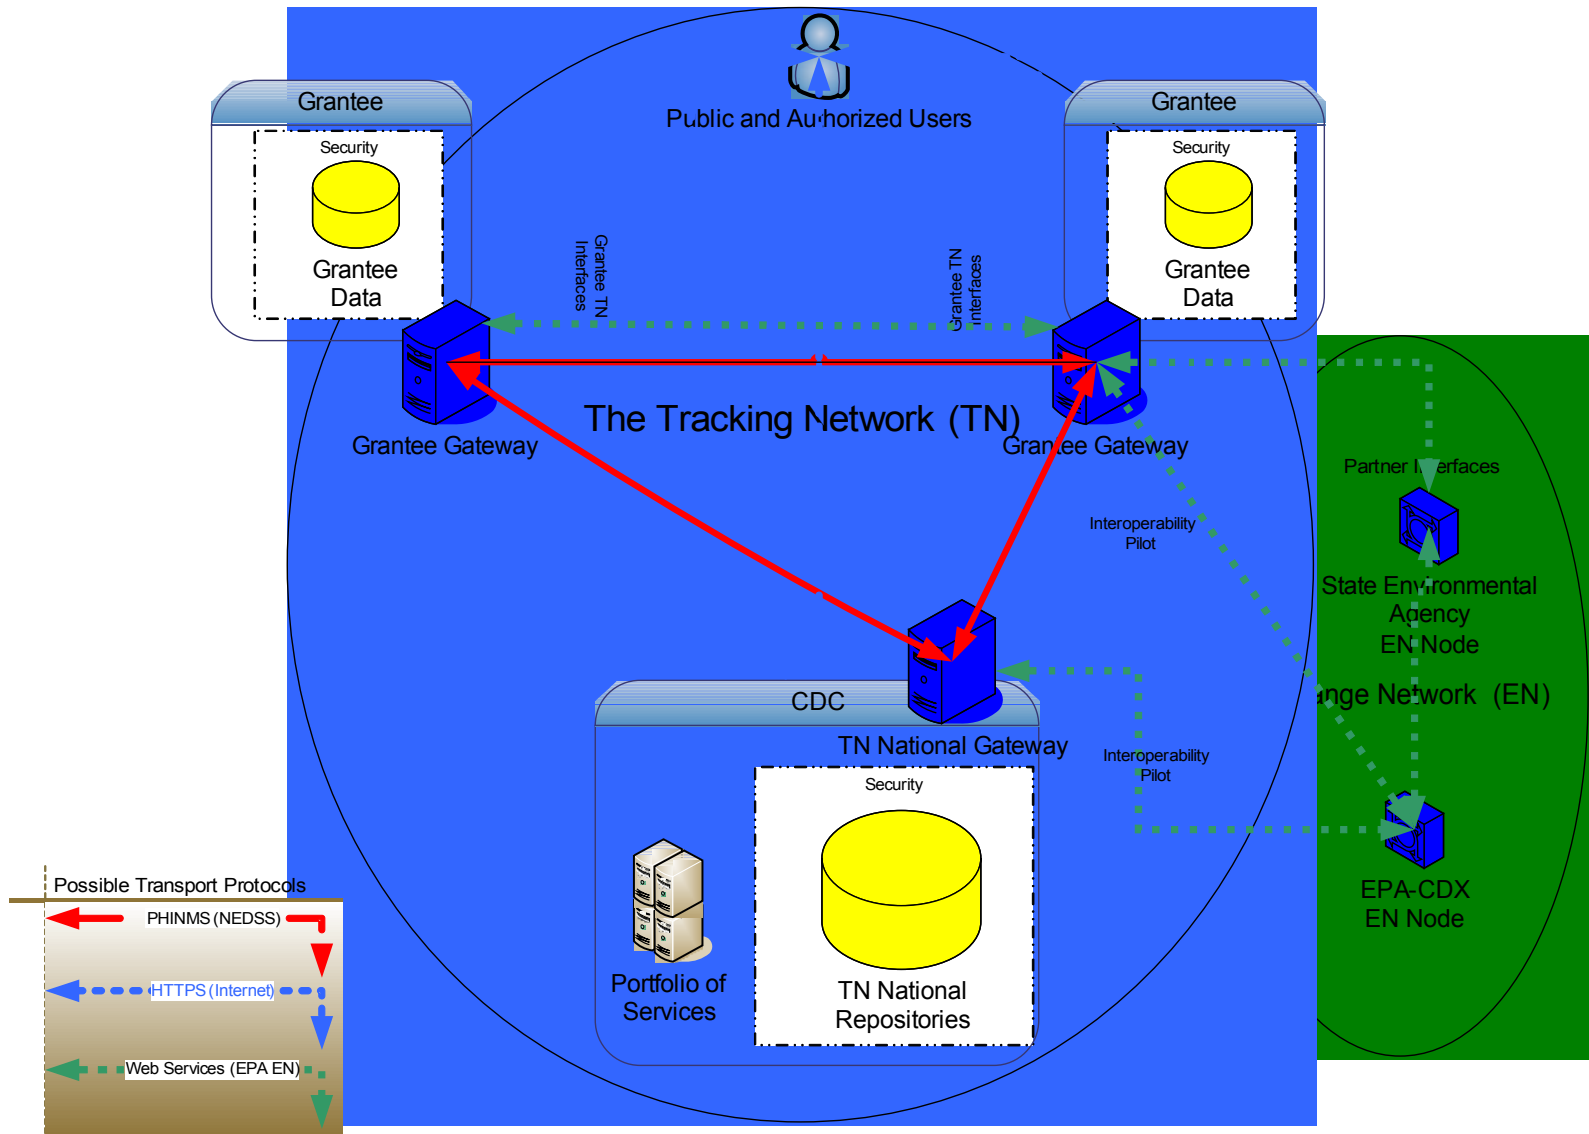 Public and Authorized Users
Grantee
Security
Grantee
Data
Grantee
Security
Grantee
Data
Grantee TN
Interfaces
Grantee TN
Interfaces
The Tracking Network (TN)
Grantee Gateway
Grantee Gateway
Partner Interfaces
Interoperability
Pilot
State Environmental
Agency
EN Node
ange Network (EN)
CDC
TN National Gateway
Interoperability
Pilot
Security
Portfolio of
Services
TN National
Repositories
EPA-CDX
EN Node
Possible Transport Protocols
PHINMS (NEDSS)
HTTPS (Internet)
Web Services (EPA EN)